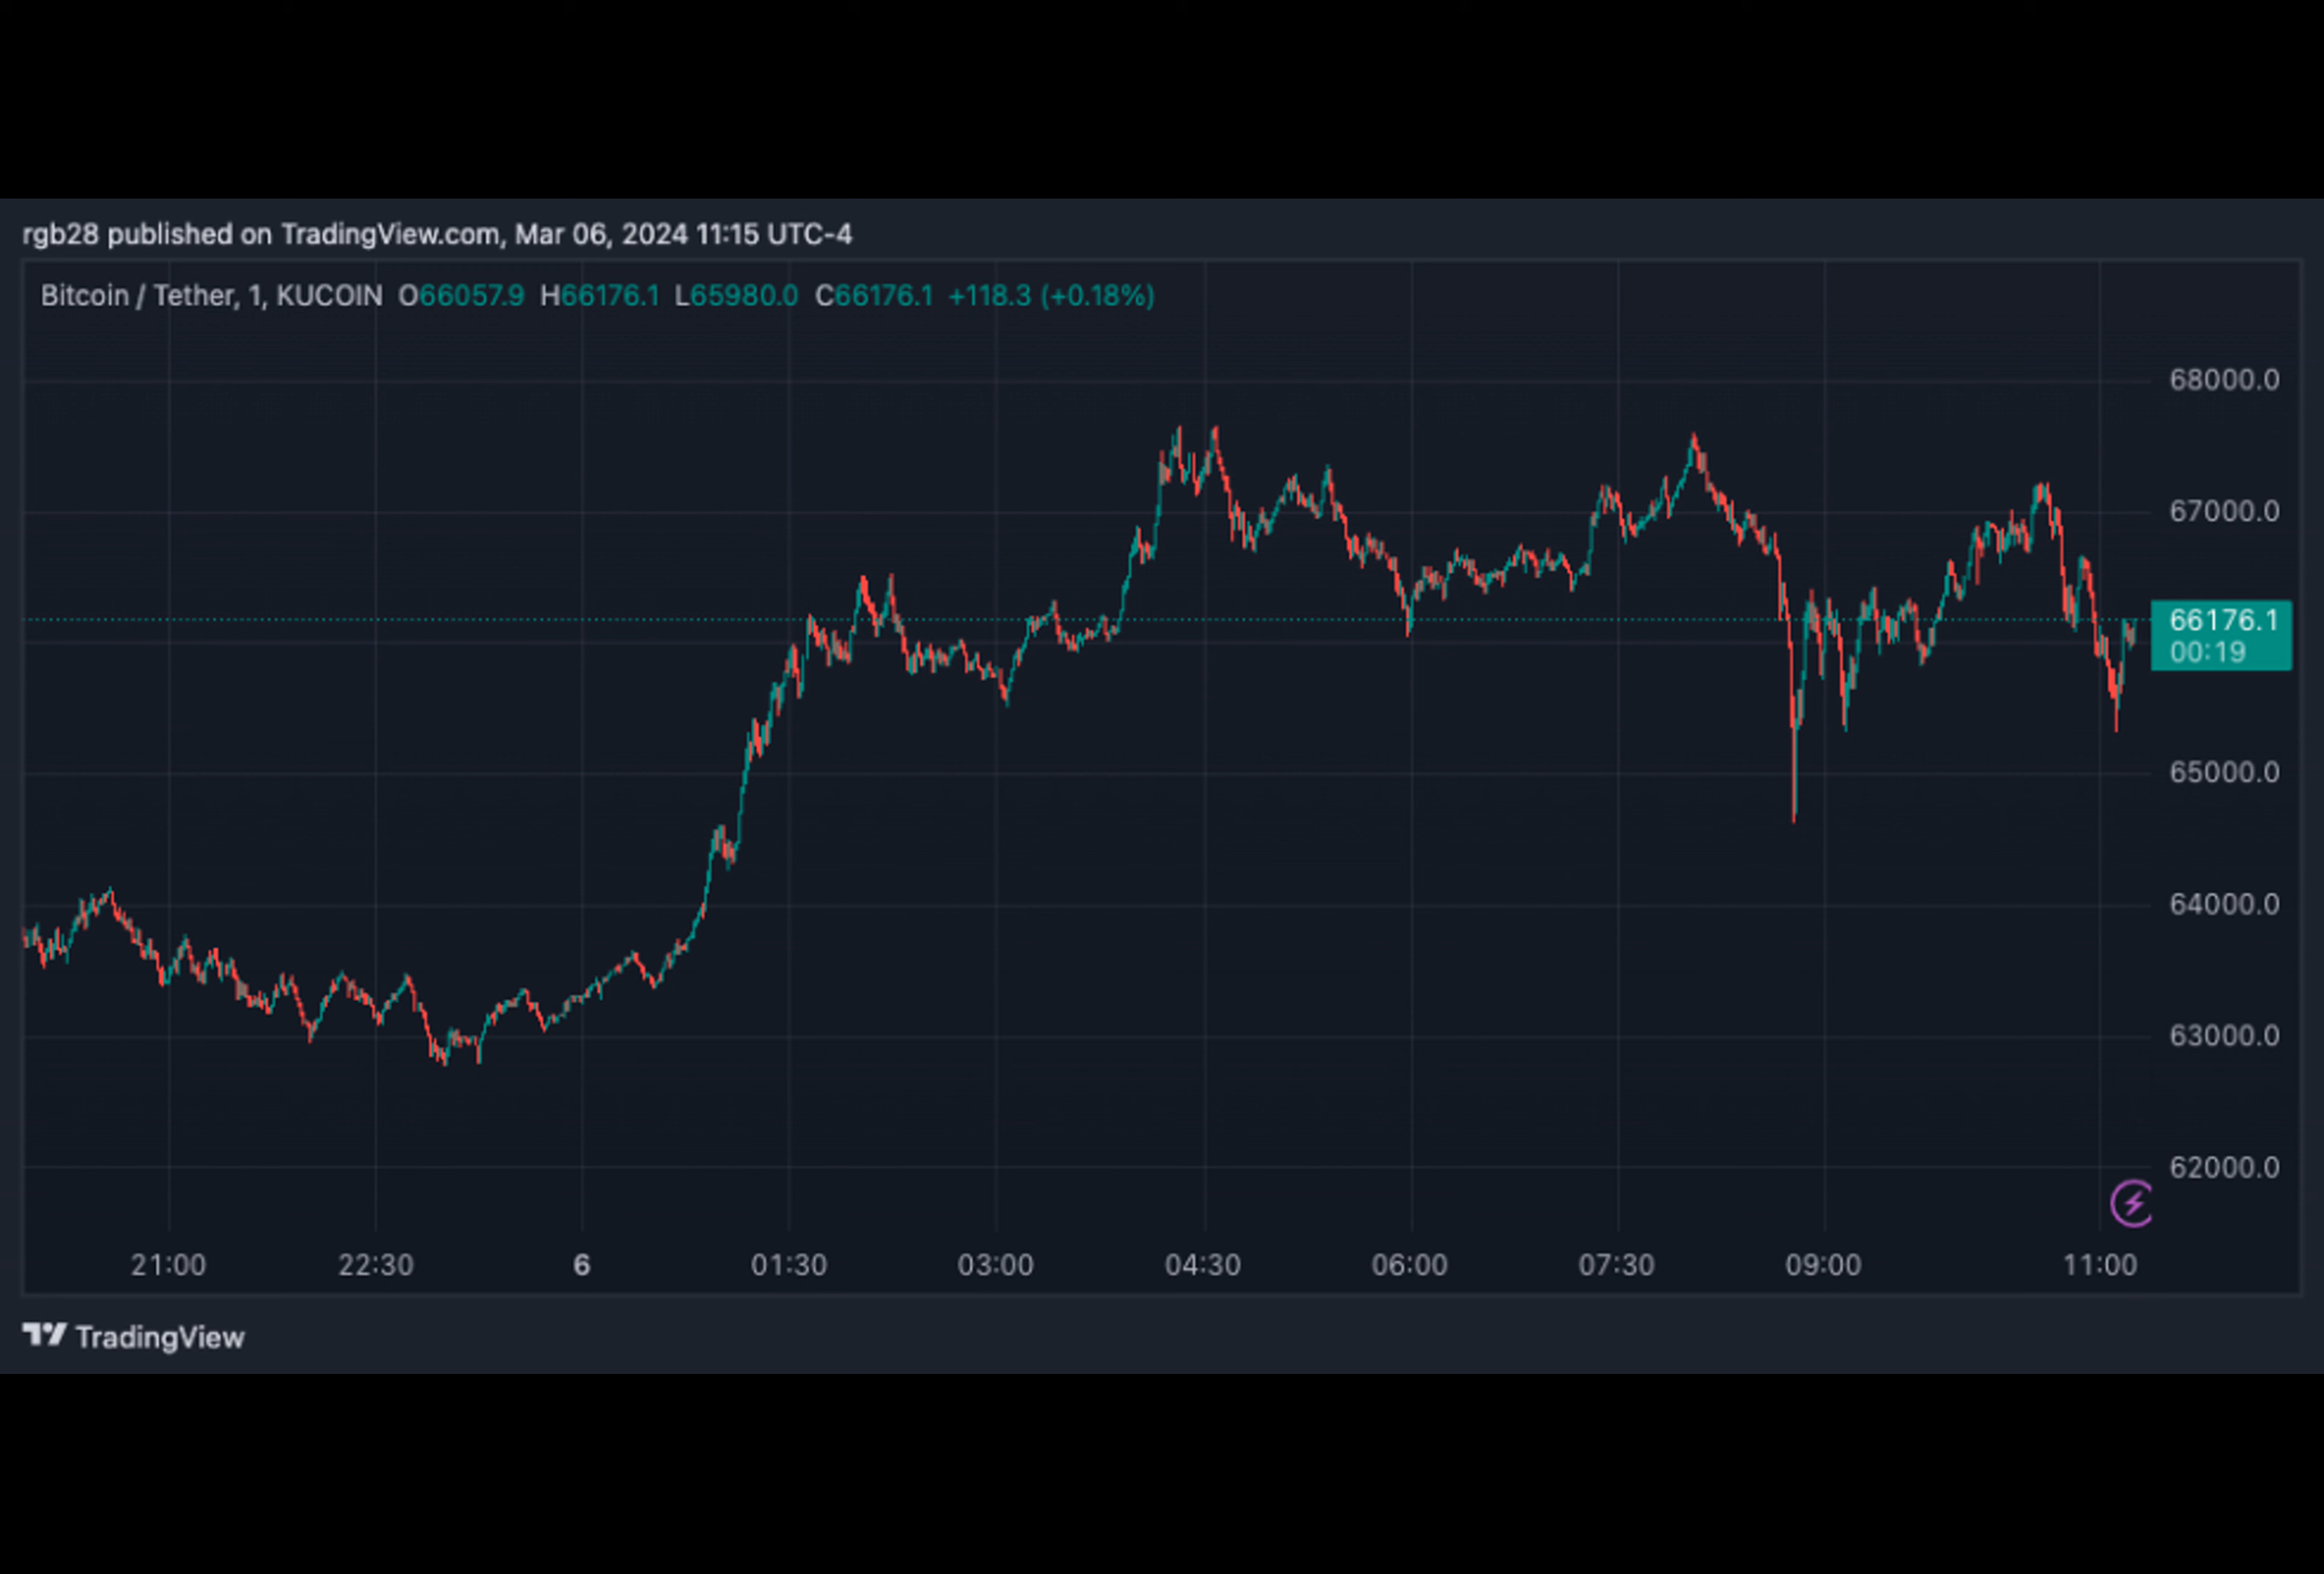 rgb28 published on TradingView.com, Mar 06, 2024 11:15 UTC-4
Bitcoin / Tether, 1, KUCOIN O66057.9 H66176.1 L65980.0 C66176.1 +118.3 (+0.18%)
68000.0
67000.0
66176.1
00:19
65000.0
64000.0
63000.0
62000.0
21:00 22:30 6 01:30 03:00 04:30 06:00 07:30 09:00 11:00
TradingView